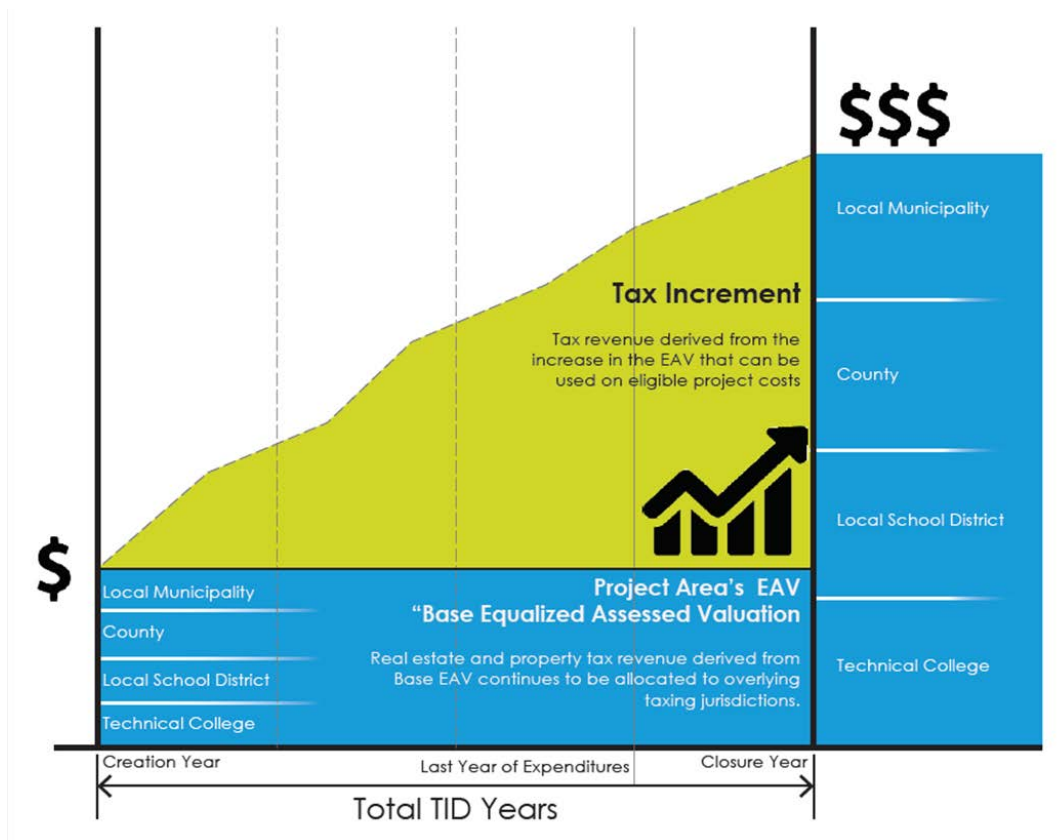 $$$
Local Municipality
Tax Increment
Tax revenue derived from the
increase in the EAV that can be
used on eligible project costs
County
Local School District
$
Local Municipality
County
Local School District
Technical College
Project Area's EAV
“Base Equalized Assessed Valuation
Real estate and property tax revenue derived from
Base EAV continues to be allocated to overlying
taxing jurisdictions.
Technical College
Creation Year
Last Year of Expenditures
Closure Year
Total TID Years